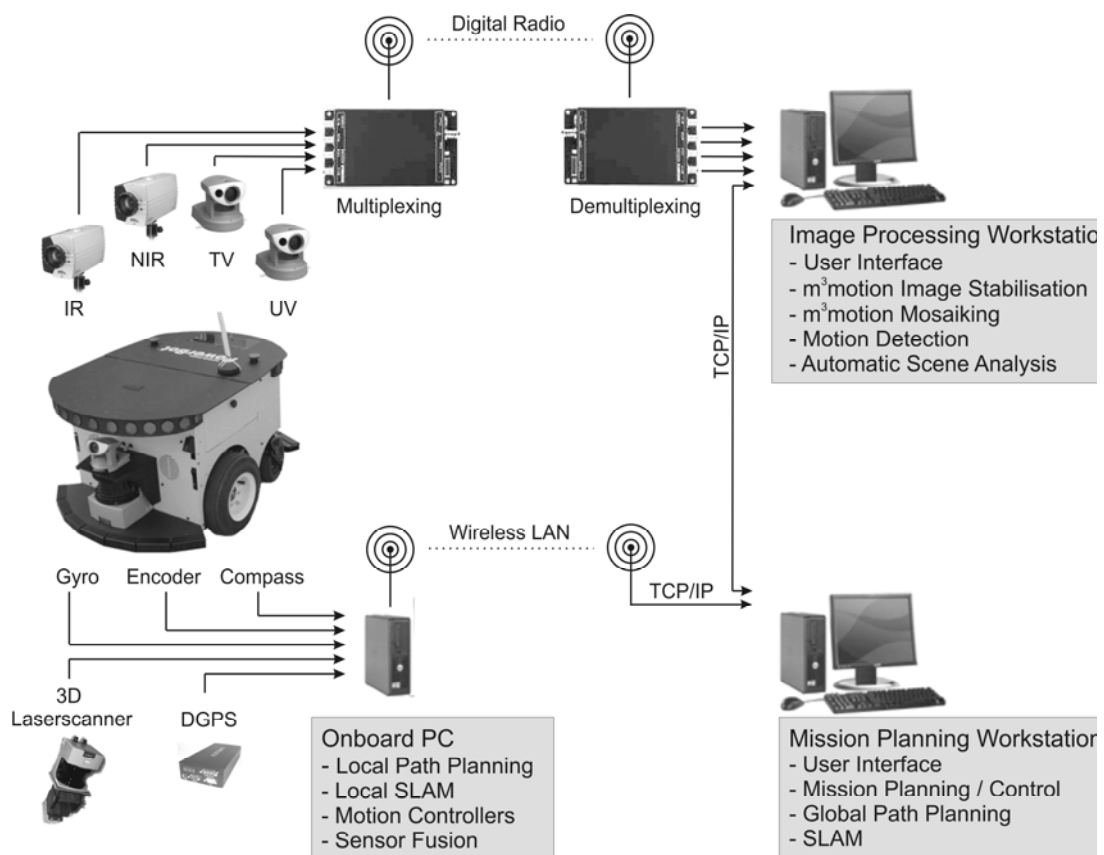 Digital Radio
Multiplexing
Demultiplexing
IR
NIR
TV
UV
Image Processing Workstatio
- User Interface
- m³motion Image Stabilisation
- m³motion Mosaiking
- Motion Detection
- Automatic Scene Analysis
TCP/IP
PowerBot
Wireless LAN
TCP/IP
Gyro
Encoder
Compass
3D
Laserscanner
DGPS
Onboard PC
- Local Path Planning
- Local SLAM
- Motion Controllers
- Sensor Fusion
Mission Planning Workstation
- User Interface
- Mission Planning / Control
- Global Path Planning
- SLAM